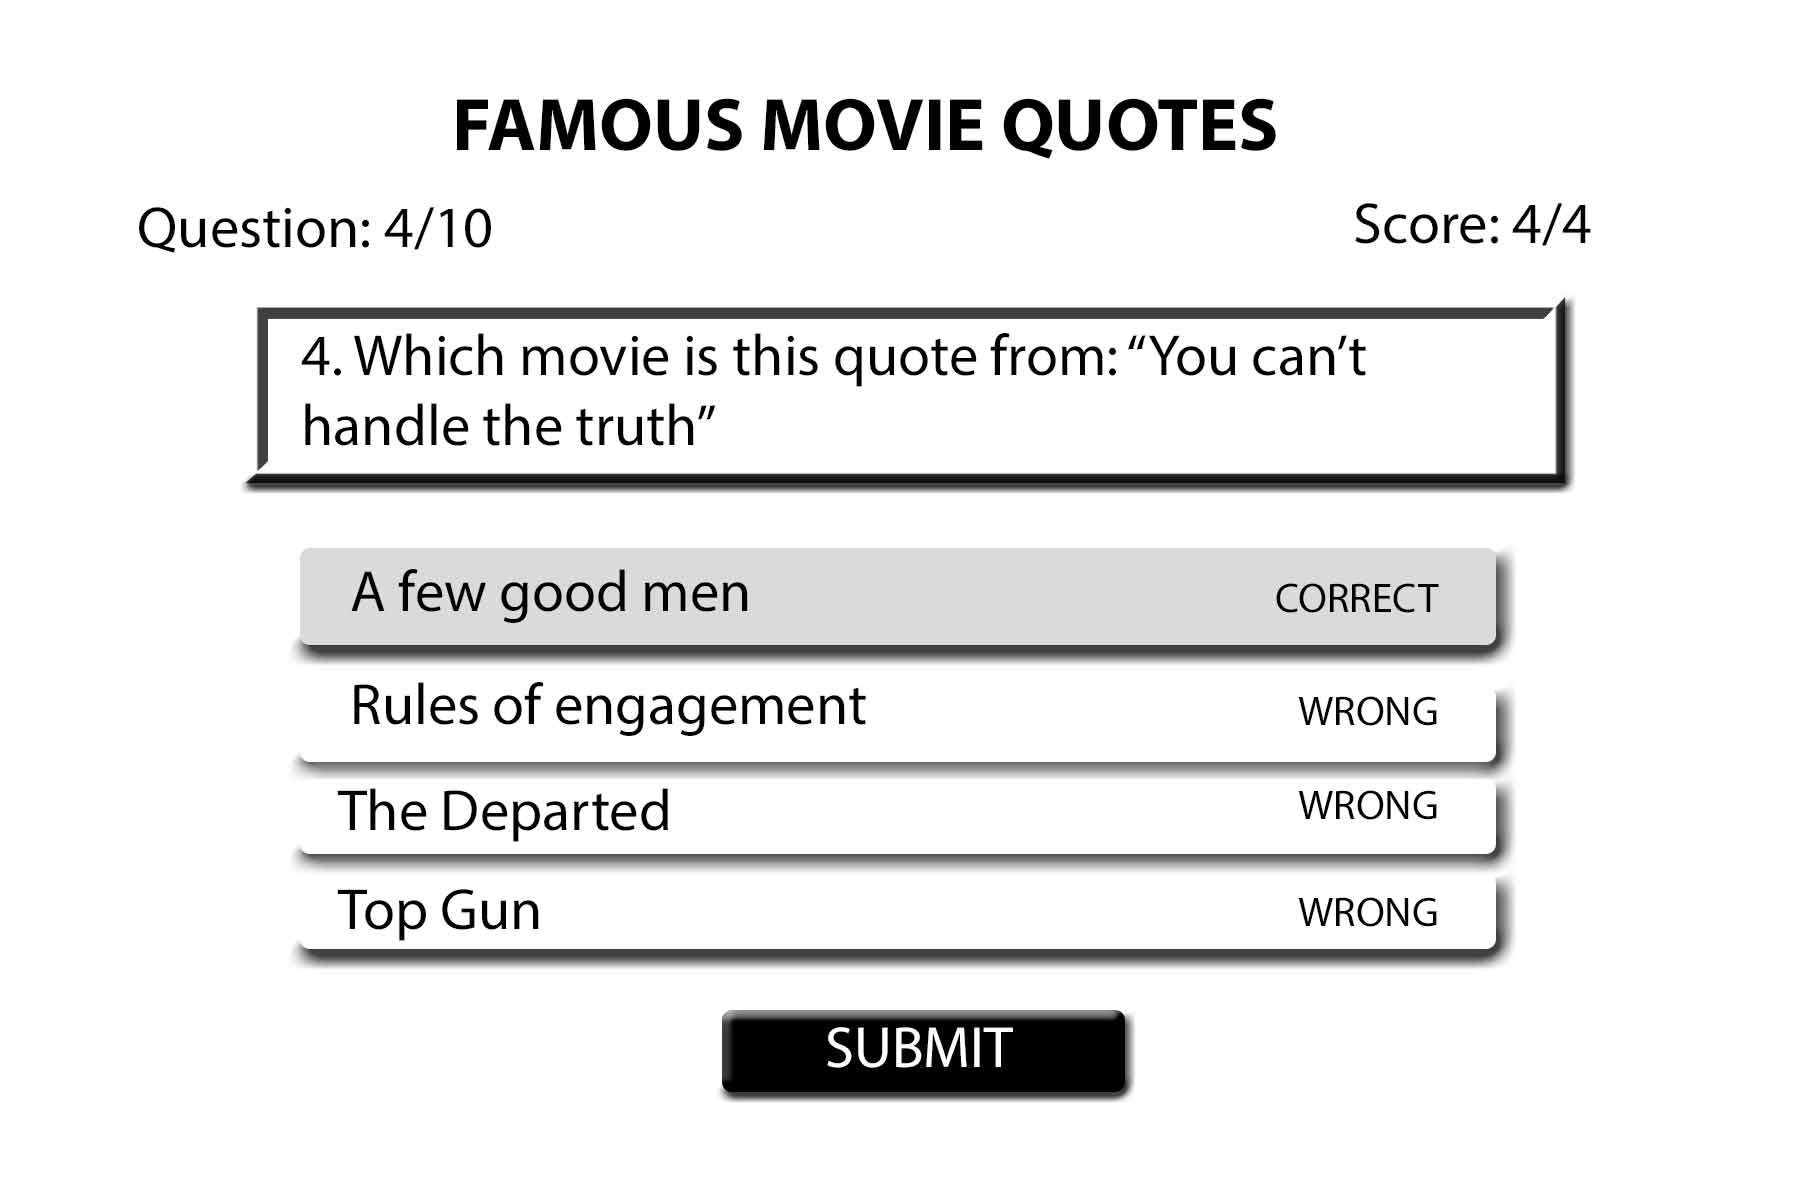 FAMOUS MOVIE QUOTES
Question: 4/10
Score: 4/4
4. Which movie is this quote from: “You can’t
handle the truth”
A few good men
CORRECT
Rules of engagement
WRONG
The Departed
WRONG
Top Gun
WRONG
SUBMIT